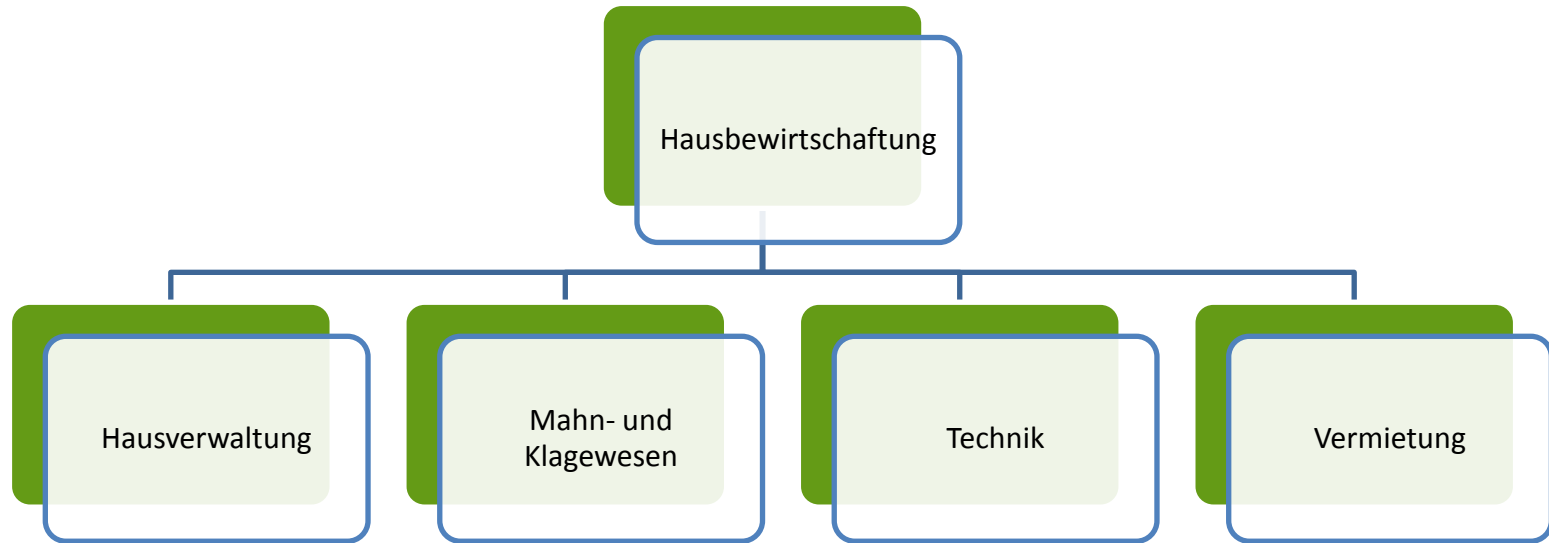 Hausbewirtschaftung
Hausverwaltung
Mahn- und
Klagewesen
Technik
Vermietung